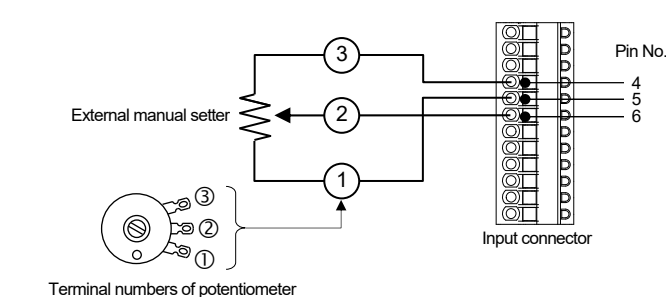 3
Pin No.
4
5
External manual setter
2
6
1
③
②
①
Input connector
Terminal numbers of potentiometer